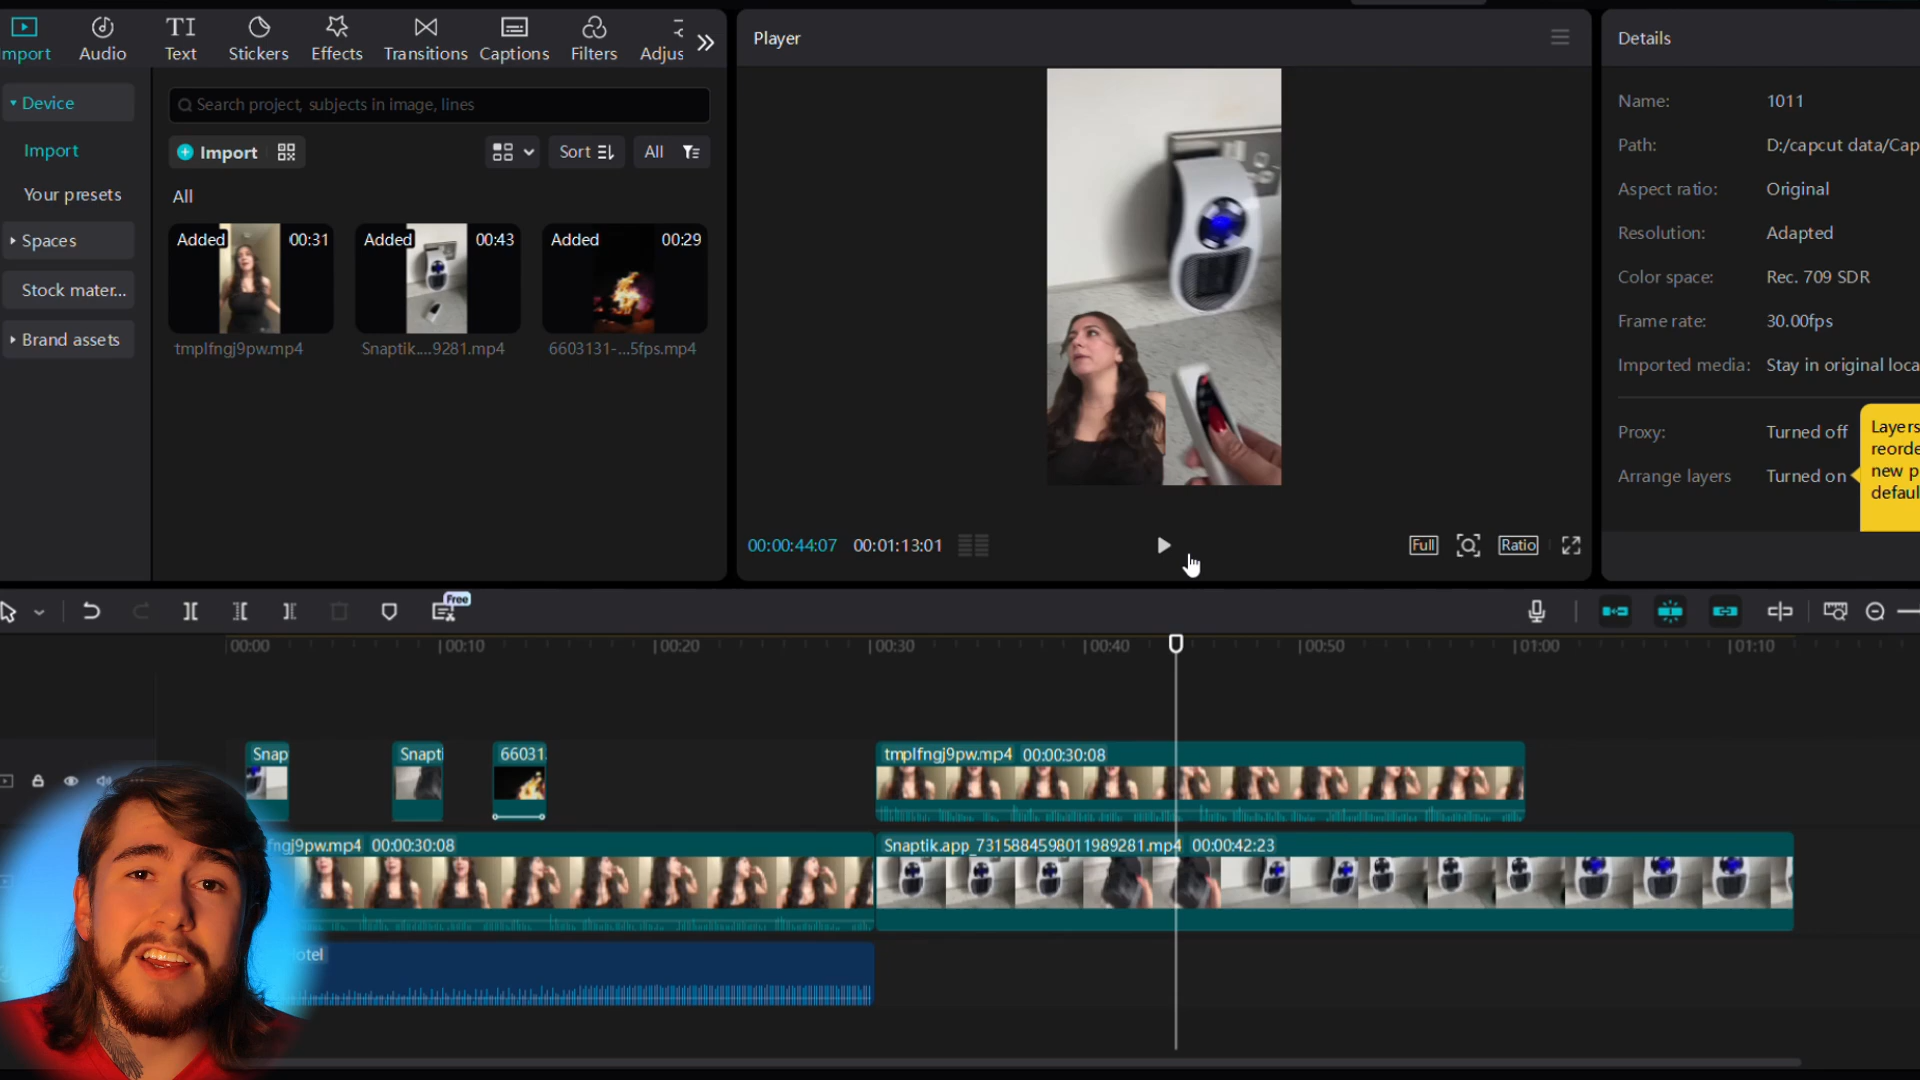 Import
Audio
Text
Stickers
Effects
Transitions
Captions
Filters
Adjus
Device
Import
Your presets
Spaces
Stock mater...
Brand assets
Search project, subjects in image, lines
Import
Sort
All
All
Added
00:31
tmplfngj9pw.mp4
Added
00:43
Snaptik....9281.mp4
Added
00:29
6603131-...5fps.mp4
Player
00:00:44:07
00:01:13:01
Full
Ratio
Details
Name:
1011
Path:
D:/capcut data/Cap
Aspect ratio:
Original
Resolution:
Adapted
Color space:
Rec. 709 SDR
Frame rate:
30.00fps
Imported media:
Stay in original loca
Proxy:
Turned off
Arrange layers
Turned on
Layers
reorde
new p
defaul
Free
00:00
00:10
00:20
00:30
00:40
00:50
01:00
01:10
Snap
Snapti
66031
tmplfngj9pw.mp4 00:00:30:08
fngj9pw.mp4 00:00:30:08
Snaptik.app_7315884598011989281.mp4 00:00:42:23
otel